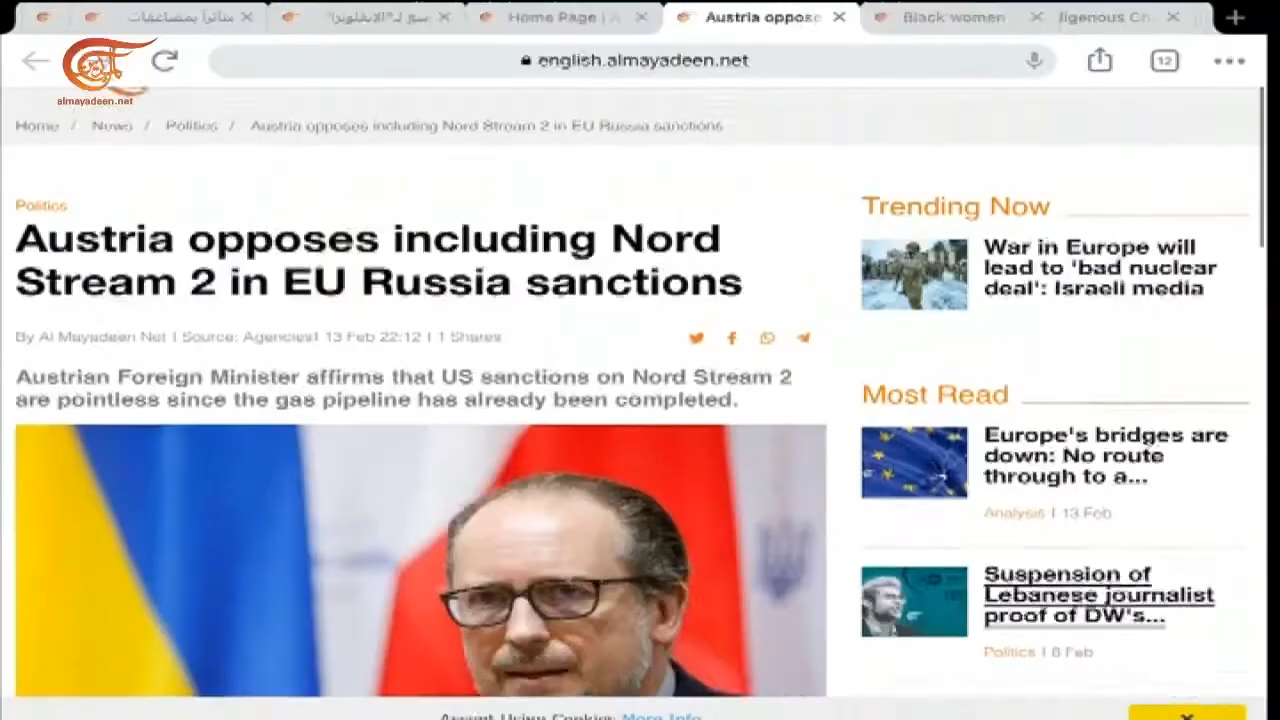 Home Page |
Austria oppose
Black women
almayadeen.net
english.almayadeen.net
12
Home / News / Politics / Austria opposes including Nord Stream 2 in EU Russia sanctions
Politics
Austria opposes including Nord
Stream 2 in EU Russia sanctions
By Al Mayadeen Net | Source: Agencies| 13 Feb 22:12 | 1 Shares
Austrian Foreign Minister affirms that US sanctions on Nord Stream 2
are pointless since the gas pipeline has already been completed.
Trending Now
War in Europe will
lead to 'bad nuclear
deal': Israeli media
Most Read
Europe's bridges are
down: No route
through to a...
Analysis | 13 Feb
Suspension of
Lebanese journalist
proof of DW's...
Politics | 8 Feb
More Info